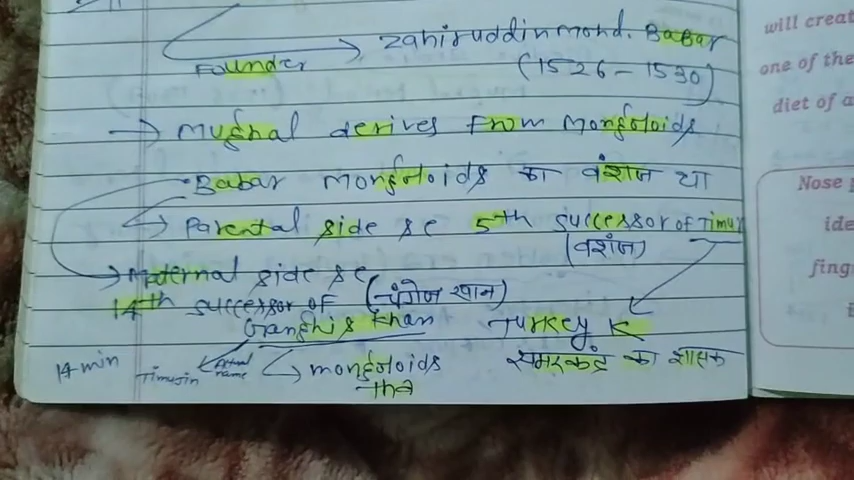 Founder → Zahiruddin mohd. Babar
(1526 – 1530)
→ Mughal derives From Mongoloids
Babar mongoloids का वंशज था
→ Parental side se 5th successor of Timur
(वंशज)
→ Maternal side se
14th successor of (चंगेज खान)
Ganghis Khan
Turkey K
समरकंद का शासक
14 min
Timujin
Actual name
mongoloids
tha
will creat
one of the
diet of a
Nose
ide
fing